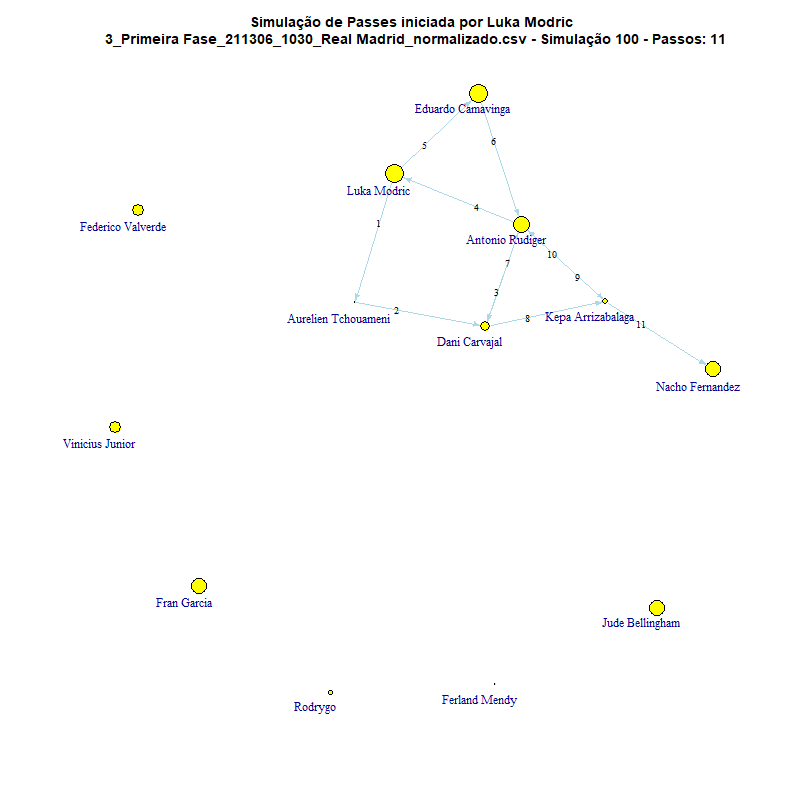 Simulação de Passes iniciada por Luka Modric
3_Primeira Fase_211306_1030_Real Madrid_normalizado.csv - Simulação 100 - Passos: 11
Eduardo Camavinga
5
6
Luka Modric
4
Federico Valverde
1
Antonio Rudiger
10
7
9
3
2
Aurelien Tchouameni
8
Kepa Arrizabalaga
11
Dani Carvajal
Nacho Fernandez
Vinicius Junior
Fran Garcia
Jude Bellingham
Rodrygo
Ferland Mendy